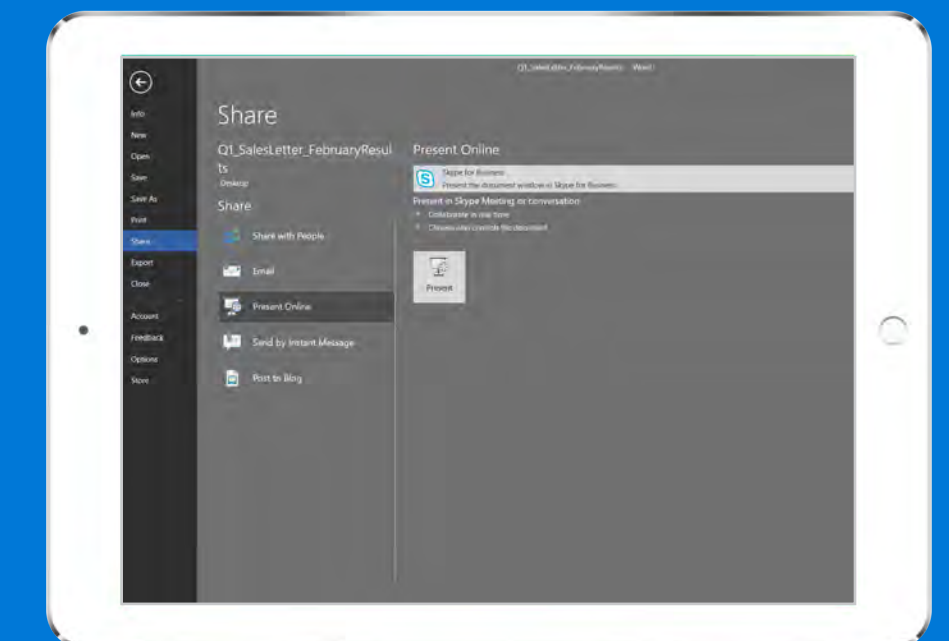 Q1_SalesLetter_FebruaryResults - Word
Info
New
Open
Save
Save As
Print
Share
Export
Close
Account
Feedback
Options
Store
Share
Q1_SalesLetter_FebruaryResul
ts
Desktop
Share
Share with People
Email
Present Online
Send by Instant Message
Post to Blog
Present Online
Skype for Business
Present the document window in Skype for Business
Present in Skype Meeting or conversation
Collaborate in real time
Choose who controls the document
Present